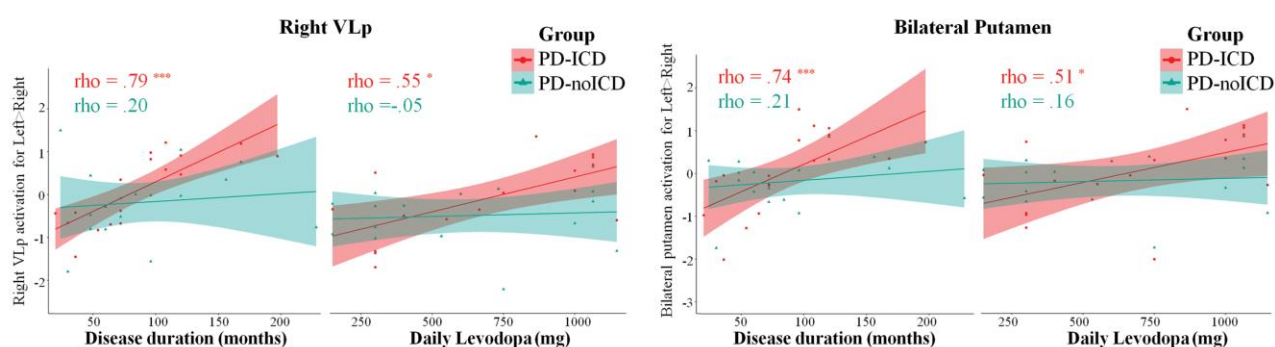 Right VLp
Group
PD-ICD
PD-noICD
rho = .79 ***
rho = .20
rho = .55 *
rho =-.05
Right VLp activation for Left>Right
2
1
0
-1
-2
50
100
150
200
250
500
750
1000
Disease duration (months)
Daily Levodopa (mg)
Bilateral Putamen
Group
PD-ICD
PD-noICD
rho = .74 ***
rho = .21
rho = .51 *
rho = .16
Bilateral putamen activation for Left>Right
2
1
0
-1
-2
-3
50
100
150
200
250
500
750
1000
Disease duration (months)
Daily Levodopa (mg)